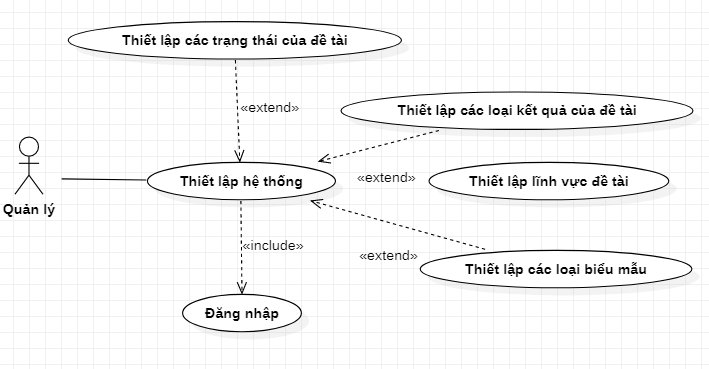 Thiết lập các trạng thái của đề tài
«extend»
Thiết lập các loại kết quả của đề tài
Thiết lập hệ thống
«extend»
Thiết lập lĩnh vực đề tài
Quản lý
«include»
«extend»
Thiết lập các loại biểu mẫu
Đăng nhập